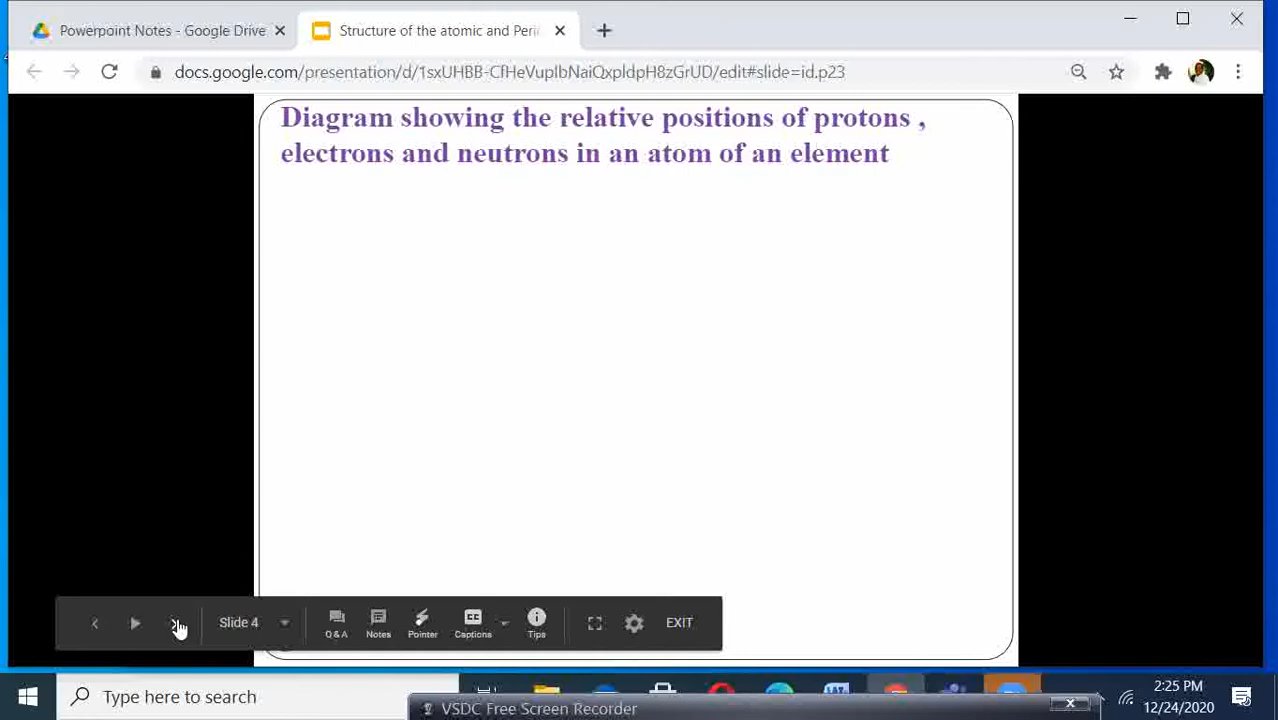 Powerpoint Notes - Google Drive
Structure of the atomic and Peri
docs.google.com/presentation/d/1sxUHBB-CfHeVupIbNaiQxpldpH8zGrUD/edit#slide=id.p23
Diagram showing the relative positions of protons ,
electrons and neutrons in an atom of an element
Slide 4
Q & A
Notes
Pointer
CC
Captions
Tips
EXIT
Type here to search
2:25 PM
12/24/2020
VSDC Free Screen Recorder